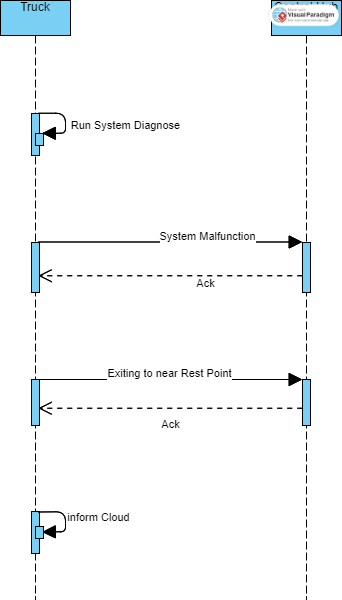 Truck
Visual Paradigm
Run System Diagnose
System Malfunction
Ack
Exiting to near Rest Point
Ack
inform Cloud